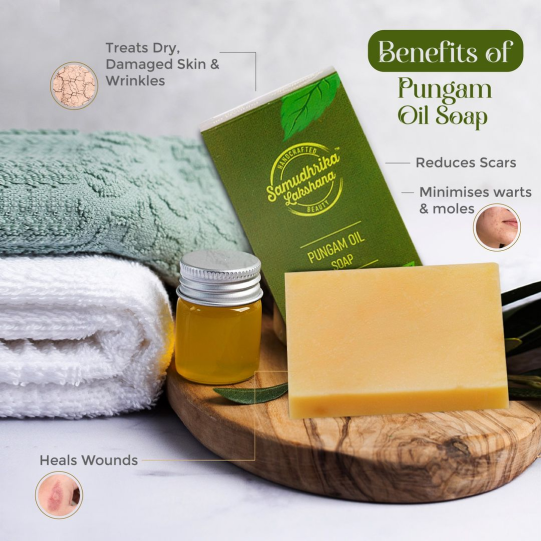 Treats Dry,
Damaged Skin &
Wrinkles
Benefits of
Pungam
Oil Soap
HANDCRAFTED
Samudhrika
Lakshana
BEAUTY
PUNGAM OIL
SOAP
Reduces Scars
Minimises warts
& moles
Heals Wounds